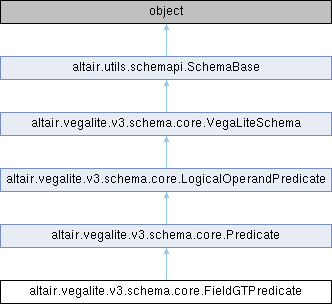 object
altair.utils.schemapi.SchemaBase
altair.vegalite.v3.schema.core.VegaLiteSchema
altair.vegalite.v3.schema.core.LogicalOperandPredicate
altair.vegalite.v3.schema.core.Predicate
altair.vegalite.v3.schema.core.FieldGTPredicate